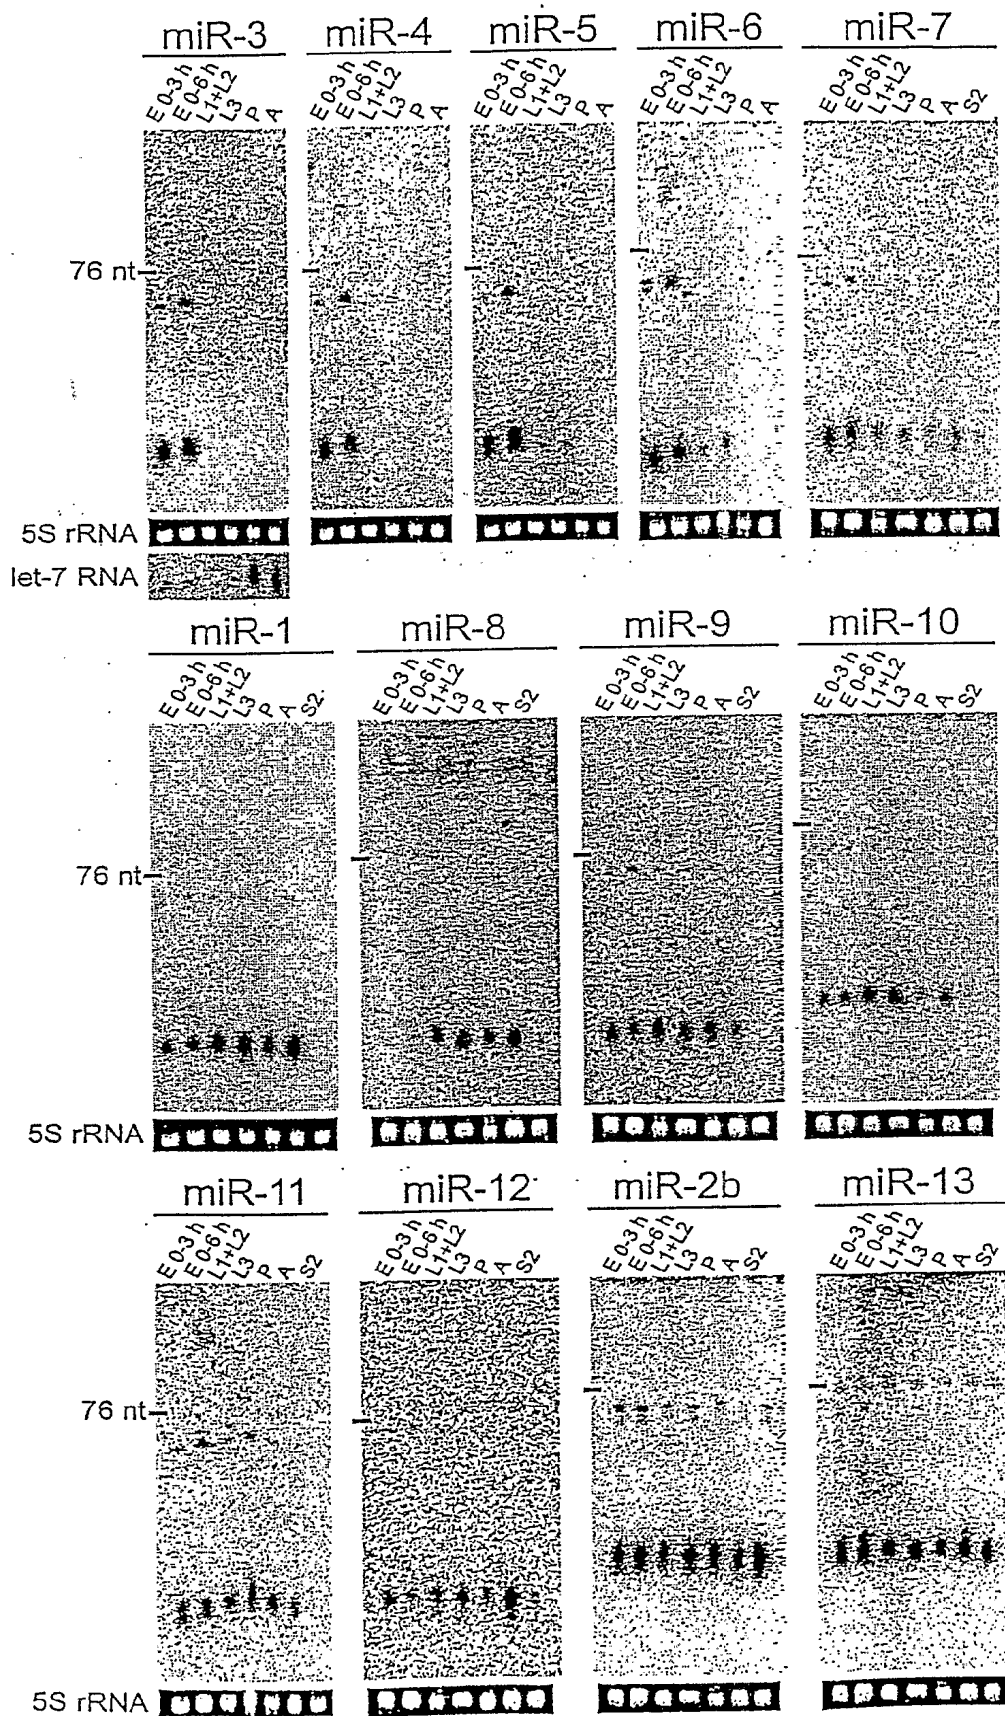 miR-3 miR-4 miR-5 miR-6 miR-7
E 0-3 h E 0-6 h L1+L2 L3 P A E 0-3 h E 0-6 h L1+L2 L3 P A E 0-3 h E 0-6 h L1+L2 L3 P A E 0-3 h E 0-6 h L1+L2 L3 P A E 0-3 h E 0-6 h L1+L2 L3 P A S2
76 nt
5S rRNA
let-7 RNA
miR-1 miR-8 miR-9 miR-10
E 0-3 h E 0-6 h L1+L2 L3 P A S2 E 0-3 h E 0-6 h L1+L2 L3 P A S2 E 0-3 h E 0-6 h L1+L2 L3 P A S2 E 0-3 h E 0-6 h L1+L2 L3 P A S2
76 nt
5S rRNA
miR-11 miR-12 miR-2b miR-13
E 0-3 h E 0-6 h L1+L2 L3 P A S2 E 0-3 h E 0-6 h L1+L2 L3 P A S2 E 0-3 h E 0-6 h L1+L2 L3 P A S2 E 0-3 h E 0-6 h L1+L2 L3 P A S2
76 nt
5S rRNA